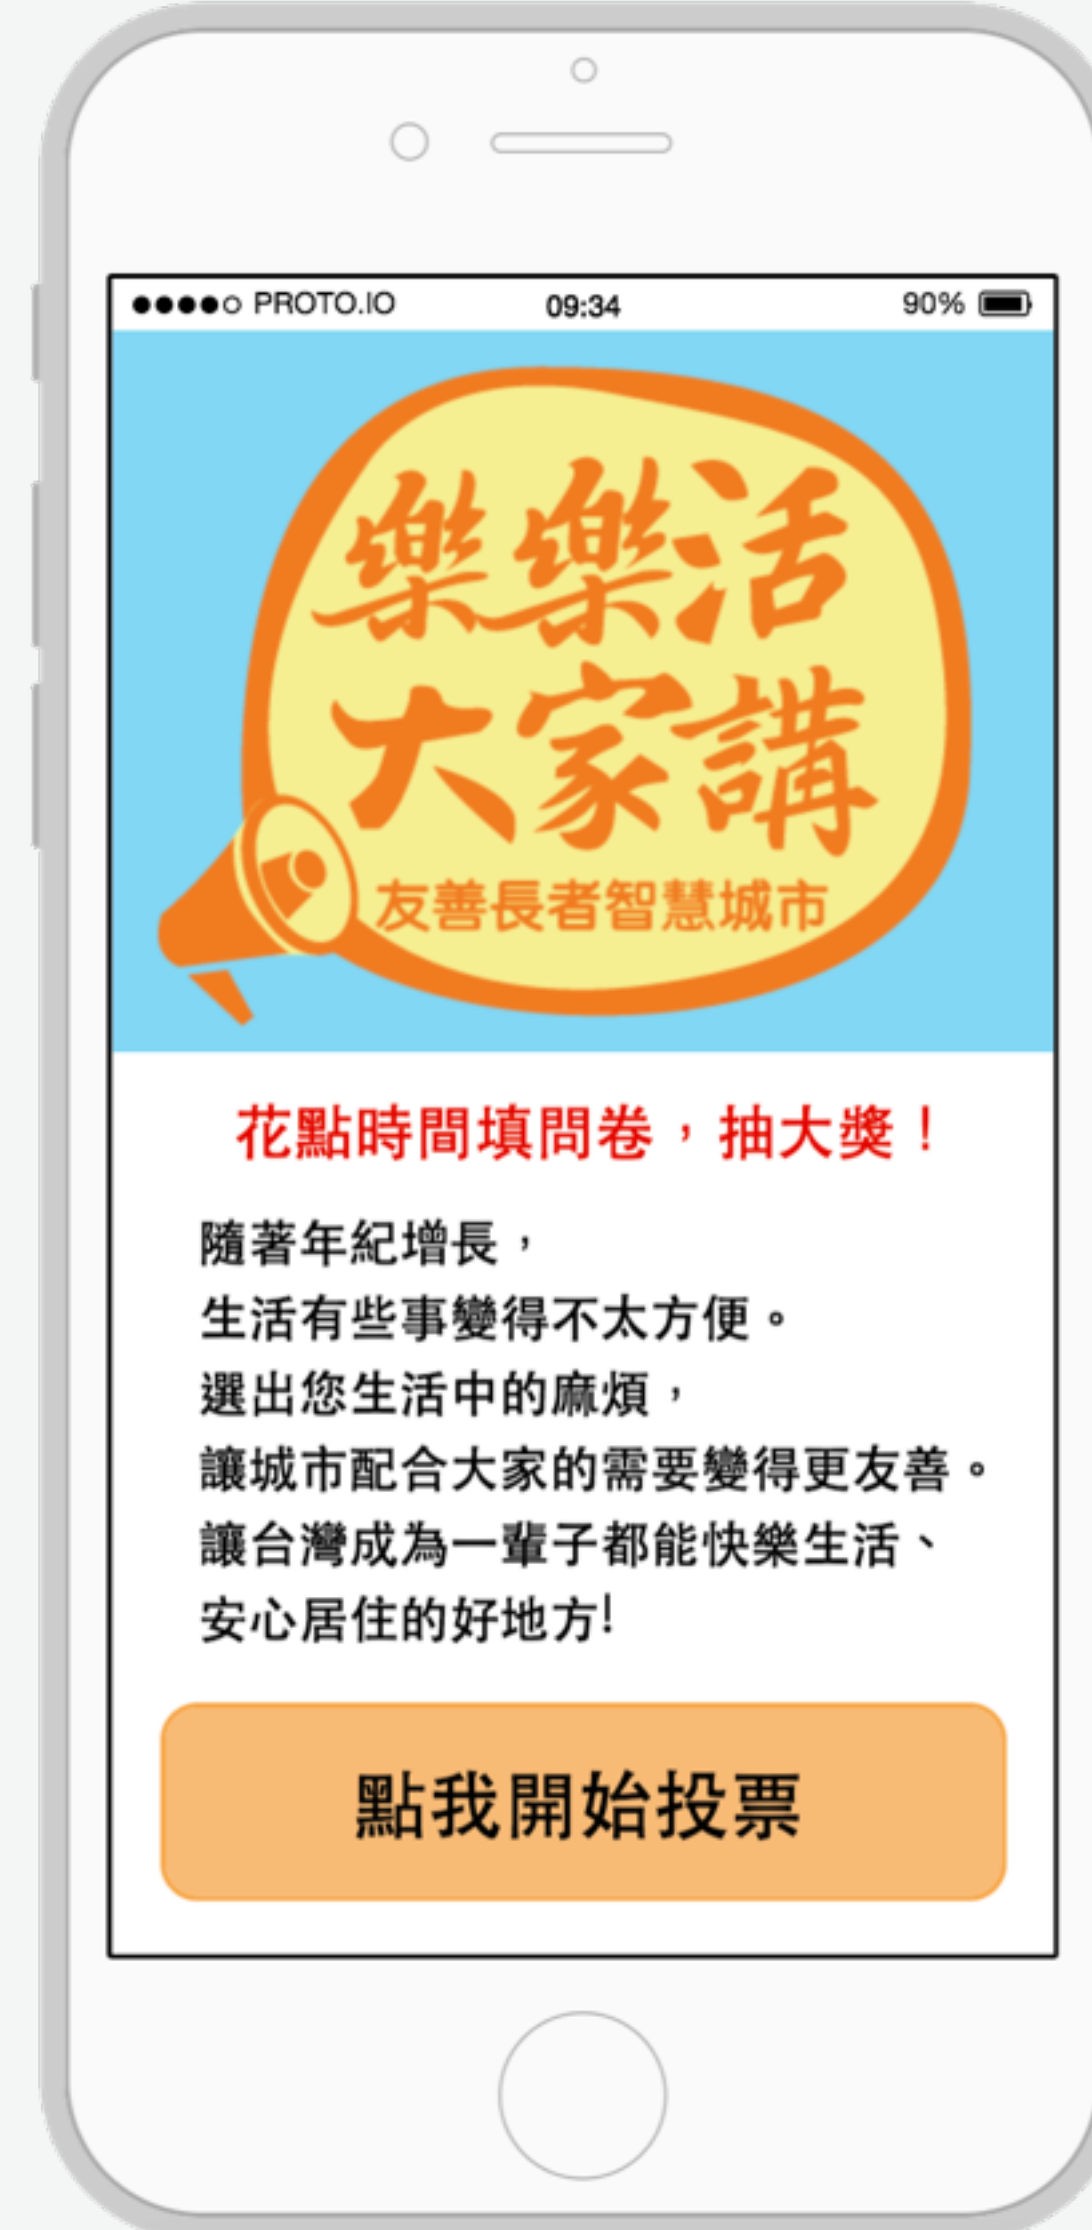 PROTO.IO 09:34 90%
樂樂活
大家講
友善長者智慧城市
花點時間填問卷，抽大獎！
隨著年紀增長，
生活有些事變得不太方便。
選出您生活中的麻煩，
讓城市配合大家的需要變得更友善。
讓台灣成為一輩子都能快樂生活、
安心居住的好地方!
點我開始投票